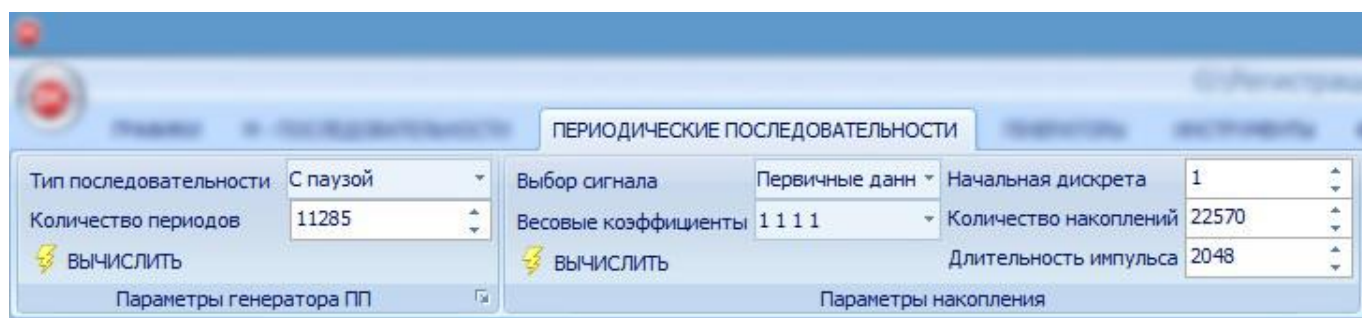 ПЕРИОДИЧЕСКИЕ ПОСЛЕДОВАТЕЛЬНОСТИ
Тип последовательности С паузой
Количество периодов 11285
ВЫЧИСЛИТЬ
Параметры генератора ПП
Выбор сигнала Первичные данн
Весовые коэффициенты 1 1 1 1
ВЫЧИСЛИТЬ
Начальная дискрета 1
Количество накоплений 22570
Длительность импульса 2048
Параметры накопления